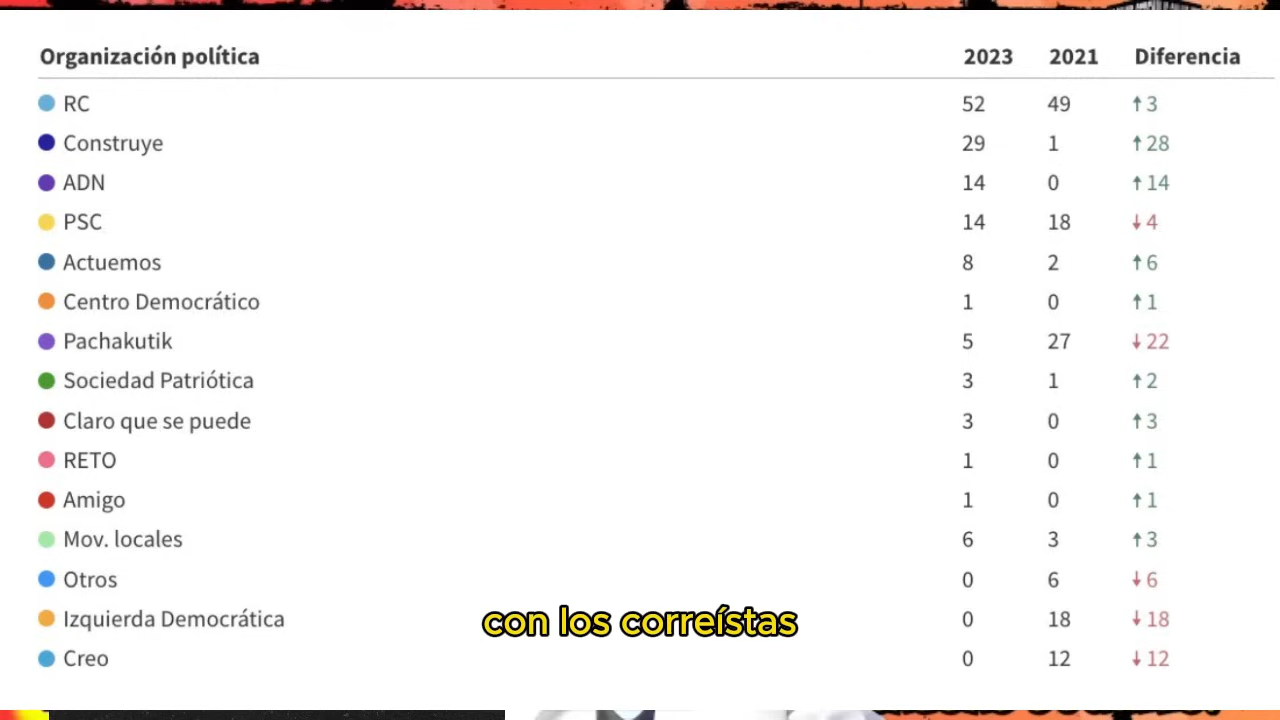 Organización política 2023 2021 Diferencia
RC 52 49 ↑3
Construye 29 1 ↑28
ADN 14 0 ↑14
PSC 14 18 ↓4
Actuemos 8 2 ↑6
Centro Democrático 1 0 ↑1
Pachakutik 5 27 ↓22
Sociedad Patriótica 3 1 ↑2
Claro que se puede 3 0 ↑3
RETO 1 0 ↑1
Amigo 1 0 ↑1
Mov. locales 6 3 ↑3
Otros 0 6 ↓6
Izquierda Democrática 0 18 ↓18
con los correístas
Creo 0 12 ↓12